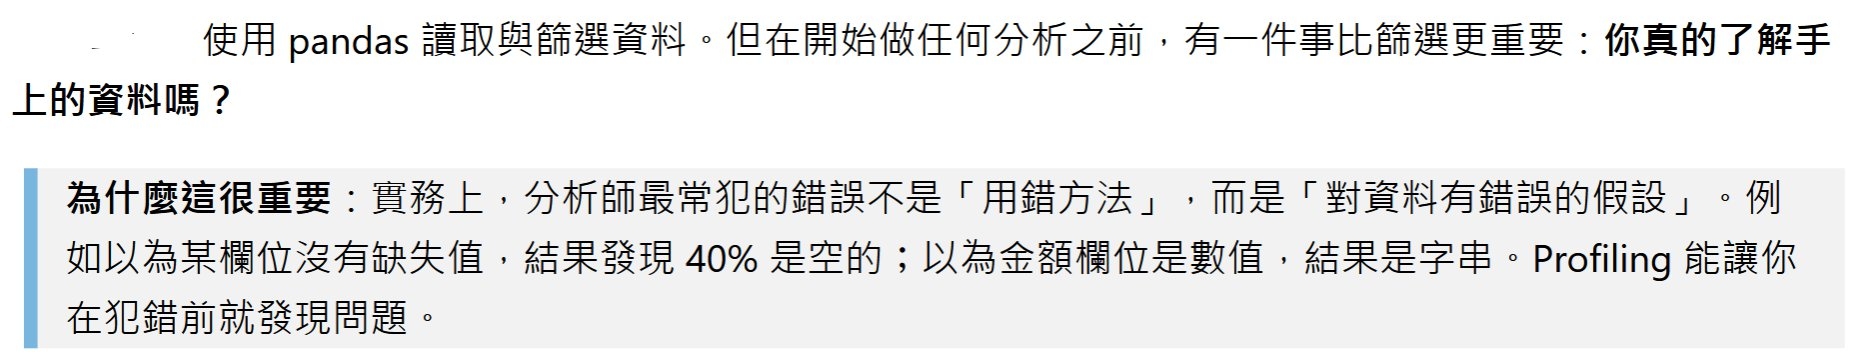 使用 pandas 讀取與篩選資料。但在開始做任何分析之前，有一件事比篩選更重要：你真的了解手
上的資料嗎？
為什麼這很重要：實務上，分析師最常犯的錯誤不是「用錯方法」，而是「對資料有錯誤的假設」。例
如以為某欄位沒有缺失值，結果發現 40% 是空的；以為金額欄位是數值，結果是字串。Profiling 能讓你
在犯錯前就發現問題。